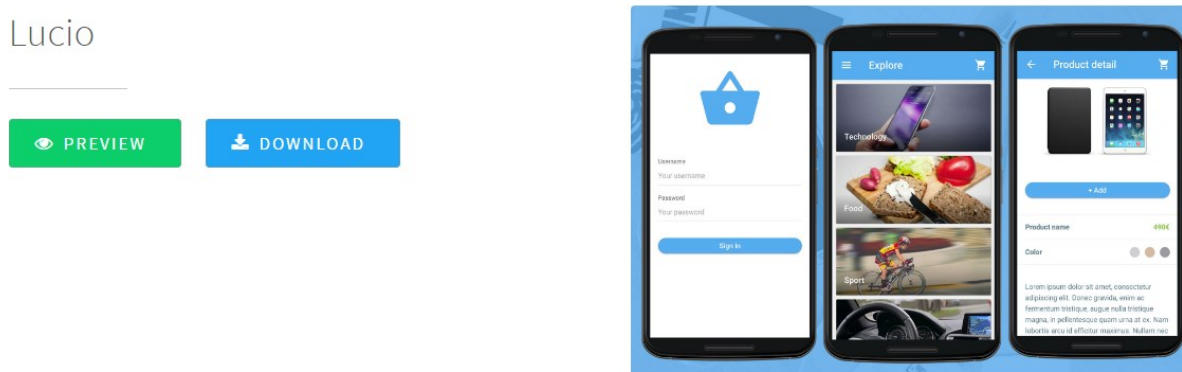 Lucio
PREVIEW
DOWNLOAD
Username
Your username
Password
Your password
Sign In
Explore
Technology
Food
Sport
Product detail
+ Add
Product name
490€
Color
Lorem ipsum dolor sit amet, consectetur
adipiscing elit. Donec gravida, enim ac
fermentum tristique, augue nulla tristique
magna, in pellentesque quam urna at ex. Nam
lobortis arcu id efficitur maximus. Nullam nec